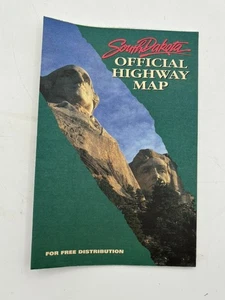 South Dakota
OFFICIAL
HIGHWAY
MAP
FOR FREE DISTRIBUTION